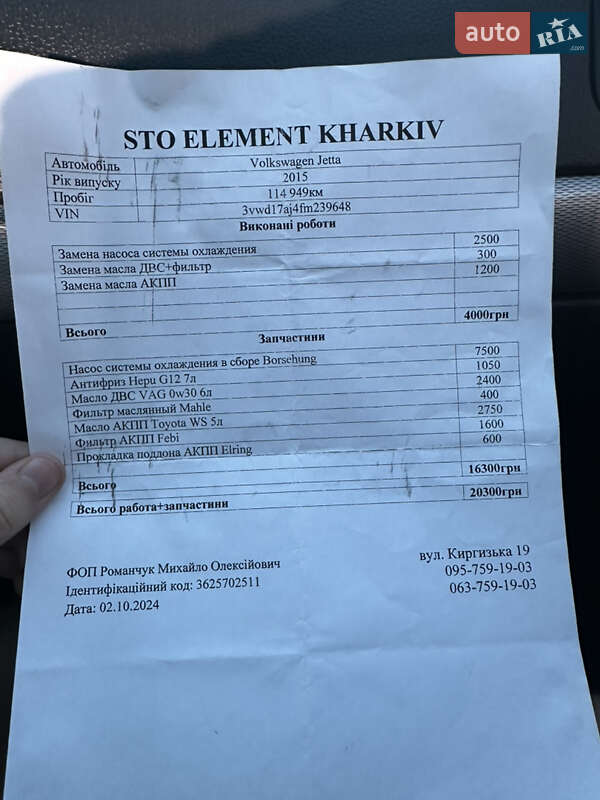 auto RIA.com
STO ELEMENT KHARKIV
Автомобіль Volkswagen Jetta
Рік випуску 2015
Пробіг 114 949км
VIN 3vwd17aj4fm239648
Виконані роботи
Замена насоса системы охлаждения 2500
Замена масла ДВС+фильтр 300
Замена масла АКПП 1200
Всього 4000грн
Запчастини
Насос системы охлаждения в сборе Borsehung 7500
Антифриз Hepu G12 7л 1050
Масло ДВС VAG 0w30 6л 2400
Фильтр маслянный Mahle 400
Масло АКПП Toyota WS 5л 2750
Фильтр АКПП Febi 1600
Прокладка поддона АКПП Elring 600
Всього 16300грн
Всього работа+запчастини 20300грн
ФОП Романчук Михайло Олексійович вул. Киргизька 19
Ідентифікаційний код: 3625702511 095-759-19-03
Дата: 02.10.2024 063-759-19-03